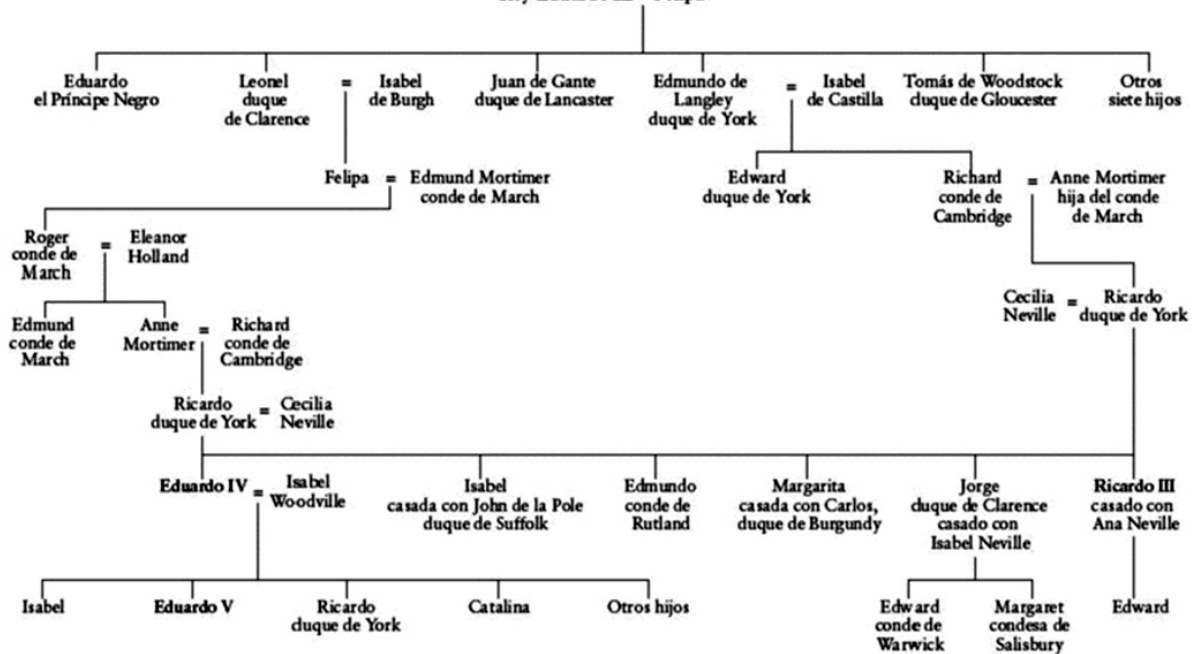 Eduardo
el Príncipe Negro
Leonel
duque
de Clarence
=
Isabel
de Burgh
Juan de Gante
duque de Lancaster
Edmundo de
Langley
duque de York
=
Isabel
de Castilla
Tomás de Woodstock
duque de Gloucester
Otros
siete hijos
Felipa
=
Edmund Mortimer
conde de March
Edward
duque de York
Richard
conde de
Cambridge
=
Anne Mortimer
hija del conde
de March
Roger
conde de
March
=
Eleanor
Holland
Cecilia
Neville
=
Ricardo
duque de York
Edmund
conde de
March
Anne
Mortimer
=
Richard
conde de
Cambridge
Ricardo
duque de York
=
Cecilia
Neville
Eduardo IV
=
Isabel
Woodville
Isabel
casada con John de la Pole
duque de Suffolk
Edmundo
conde de
Rutland
Margarita
casada con Carlos,
duque de Burgundy
Jorge
duque de Clarence
casado con
Isabel Neville
Ricardo III
casado con
Ana Neville
Isabel
Eduardo V
Ricardo
duque de York
Catalina
Otros hijos
Edward
conde de
Warwick
Margaret
condesa de
Salisbury
Edward